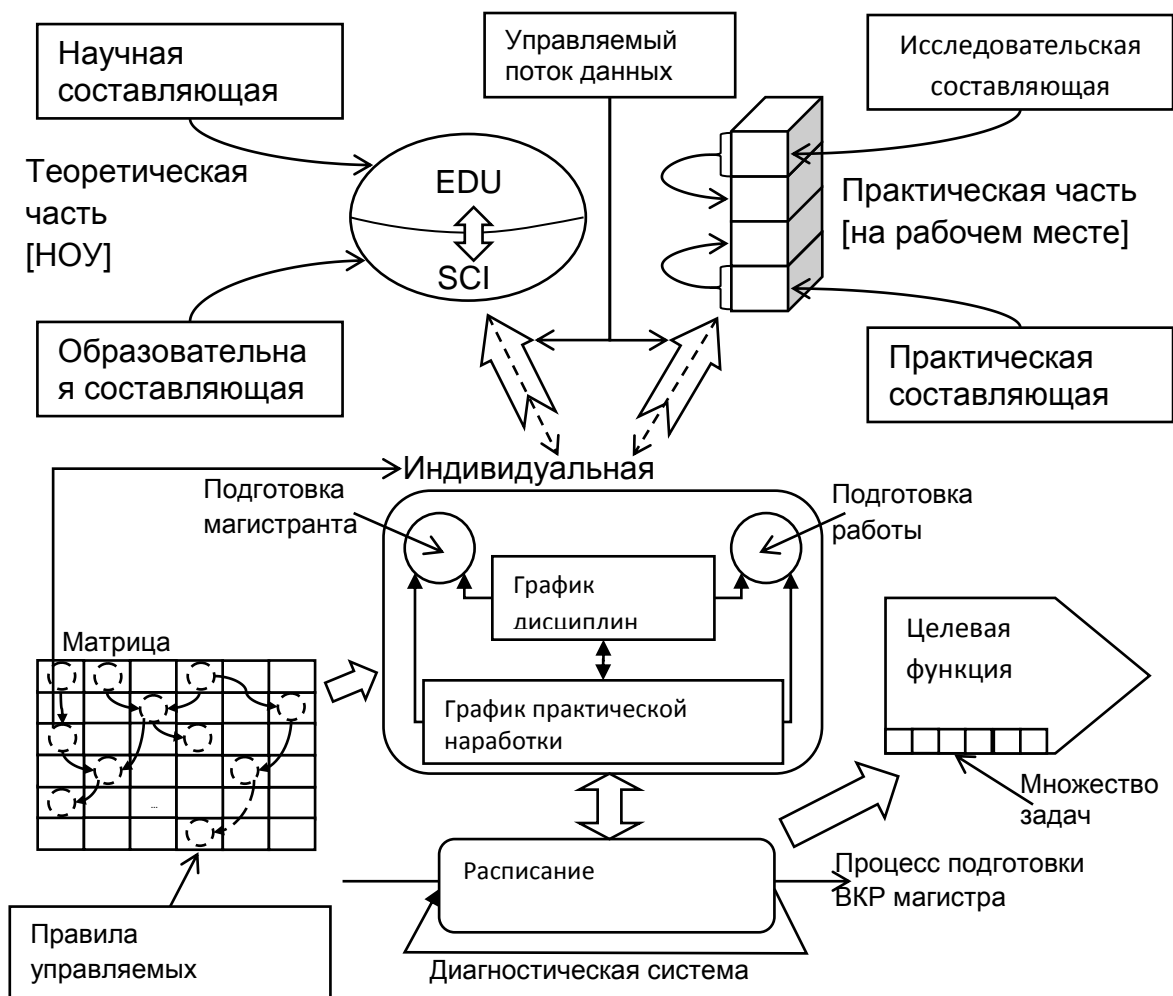 Научная
составляющая
Управляемый
поток данных
Исследовательская
составляющая
Теоретическая
часть
[НОУ]
EDU
SCI
Практическая часть
[на рабочем месте]
Образовательна
я составляющая
Практическая
составляющая
Индивидуальная
Подготовка
магистранта
Подготовка
работы
График
дисциплин
График практической
наработки
Матрица
...
Целевая
функция
Множество
задач
Расписание
Процесс подготовки
ВКР магистра
Правила
управляемых
Диагностическая система